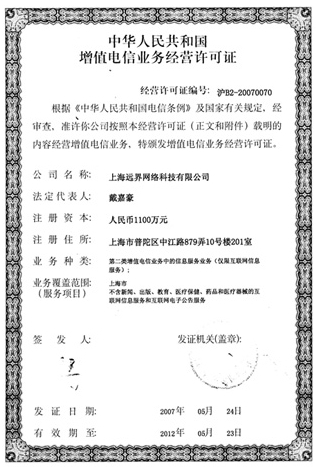 中华人民共和国
增值电信业务经营许可证
经营许可证编号: 沪B2-20070070
根据《中华人民共和国电信条例》及国家有关规定、经
审查、准许你公司按照本经营许可证（正文和附件）载明的
内容经营增值电信业务、特颁发增值电信业务经营许可证。
公司名称: 上海远界网络科技有限公司
法定代表人: 戴嘉豪
注册资本: 人民币1100万元
注册住所: 上海市普陀区中江路879弄10号楼201室
业务种类: 第二类增值电信业务中的信息服务业务（仅限互联网信息
服务）;
业务覆盖范围: 上海市
（服务项目） 不含新闻、出版、教育、医疗保健、药品和医疗器械的互
联网信息服务和互联网电子公告服务
签发人: 发证机关(盖章):
发证日期: 2007年 05月 24日
有效期至: 2012年 05月 23日